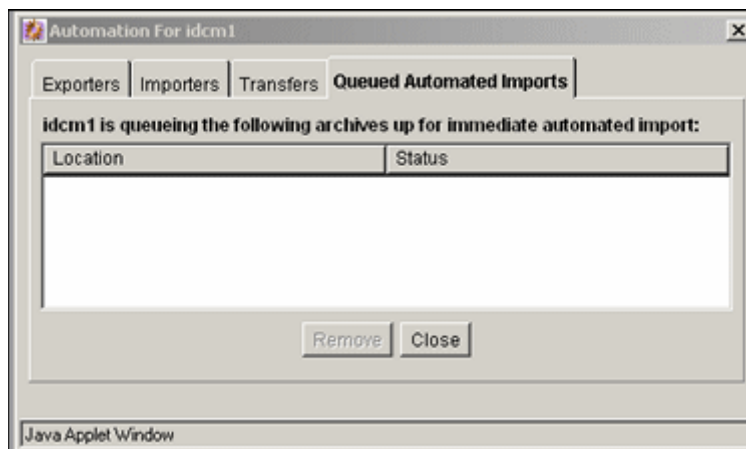 Automation For idcm1
Exporters Importers Transfers Queued Automated Imports
idcm1 is queueing the following archives up for immediate automated import:
Location Status
Remove Close
Java Applet Window